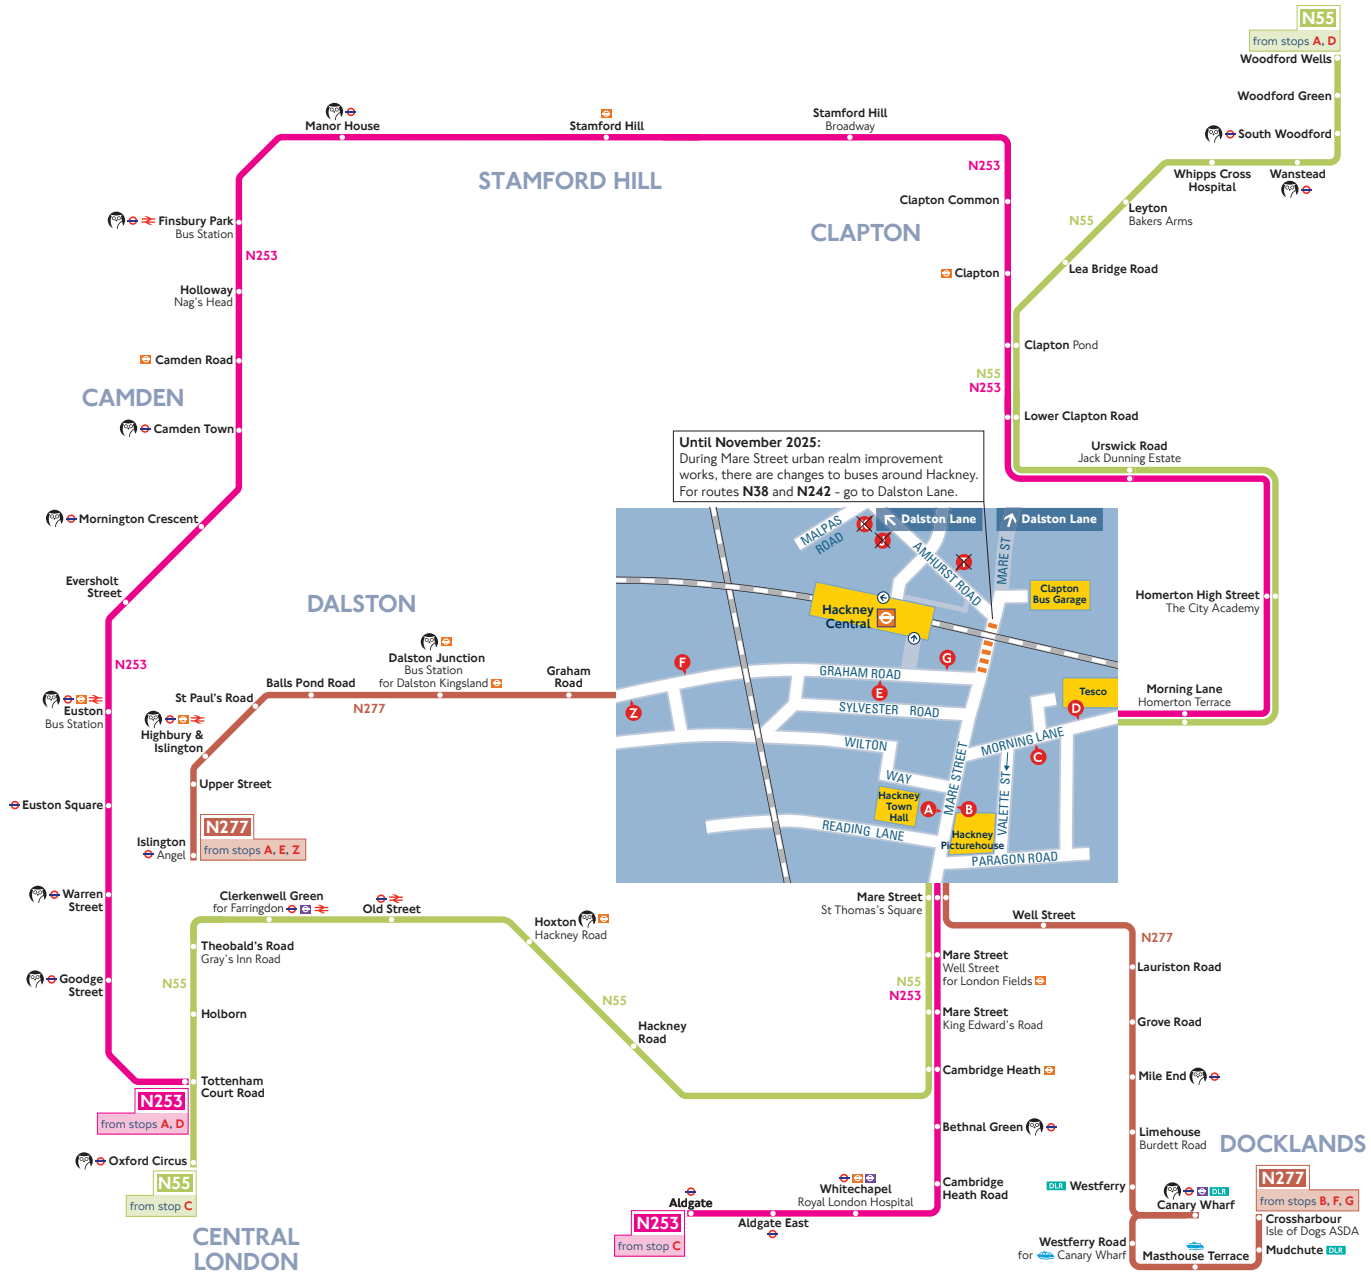 N55
from stops A, D
Woodford Wells
Woodford Green
South Woodford
Wanstead
Whipps Cross
Hospital
Leyton
Bakers Arms
N55
Lea Bridge Road
Manor House
Stamford Hill
Stamford Hill
Broadway
N253
STAMFORD HILL
CLAPTON
Clapton Common
Clapton
Clapton Pond
N55
N253
Lower Clapton Road
Urswick Road
Jack Dunning Estate
Homerton High Street
The City Academy
Morning Lane
Homerton Terrace
Finsbury Park
Bus Station
N253
Holloway
Nag's Head
Camden Road
CAMDEN
Camden Town
Mornington Crescent
Eversholt
Street
N253
Euston
Bus Station
Euston Square
Warren
Street
Goodge
Street
Tottenham
Court Road
N253
from stops A, D
DALSTON
Dalston Junction
Bus Station
for Dalston Kingsland
Graham
Road
Balls Pond Road
N277
St Paul's Road
Highbury &
Islington
Upper Street
Islington
Angel
N277
from stops A, E, Z
Until November 2025:
During Mare Street urban realm improvement
works, there are changes to buses around Hackney.
For routes N38 and N242 - go to Dalston Lane.
Dalston Lane
Dalston Lane
MALPAS
ROAD
AMHURST ROAD
MARE ST
Clapton
Bus Garage
Hackney
Central
F
G
GRAHAM ROAD
E
Z
SYLVESTER ROAD
Tesco
D
WILTON
WAY
MARE STREET
MORNING LANE
C
VALETTE ST
Hackney
Town
Hall
A
B
Hackney
Picturehouse
READING LANE
PARAGON ROAD
Clerkenwell Green
for Farringdon
Old Street
Hoxton
Hackney Road
Theobald's Road
Gray's Inn Road
N55
Holborn
N55
Hackney
Road
Oxford Circus
N55
from stop C
CENTRAL
LONDON
Mare Street
St Thomas's Square
Mare Street
Well Street
for London Fields
N55
N253
Mare Street
King Edward's Road
Cambridge Heath
Bethnal Green
Cambridge
Heath Road
Whitechapel
Royal London Hospital
Aldgate East
Aldgate
N253
from stop C
Well Street
N277
Lauriston Road
Grove Road
Mile End
Limehouse
Burdett Road
DOCKLANDS
DLR Westferry
DLR
Canary Wharf
Westferry Road
for Canary Wharf
Masthouse Terrace
Mudchute DLR
Crossharbour
Isle of Dogs ASDA
N277
from stops B, F, G